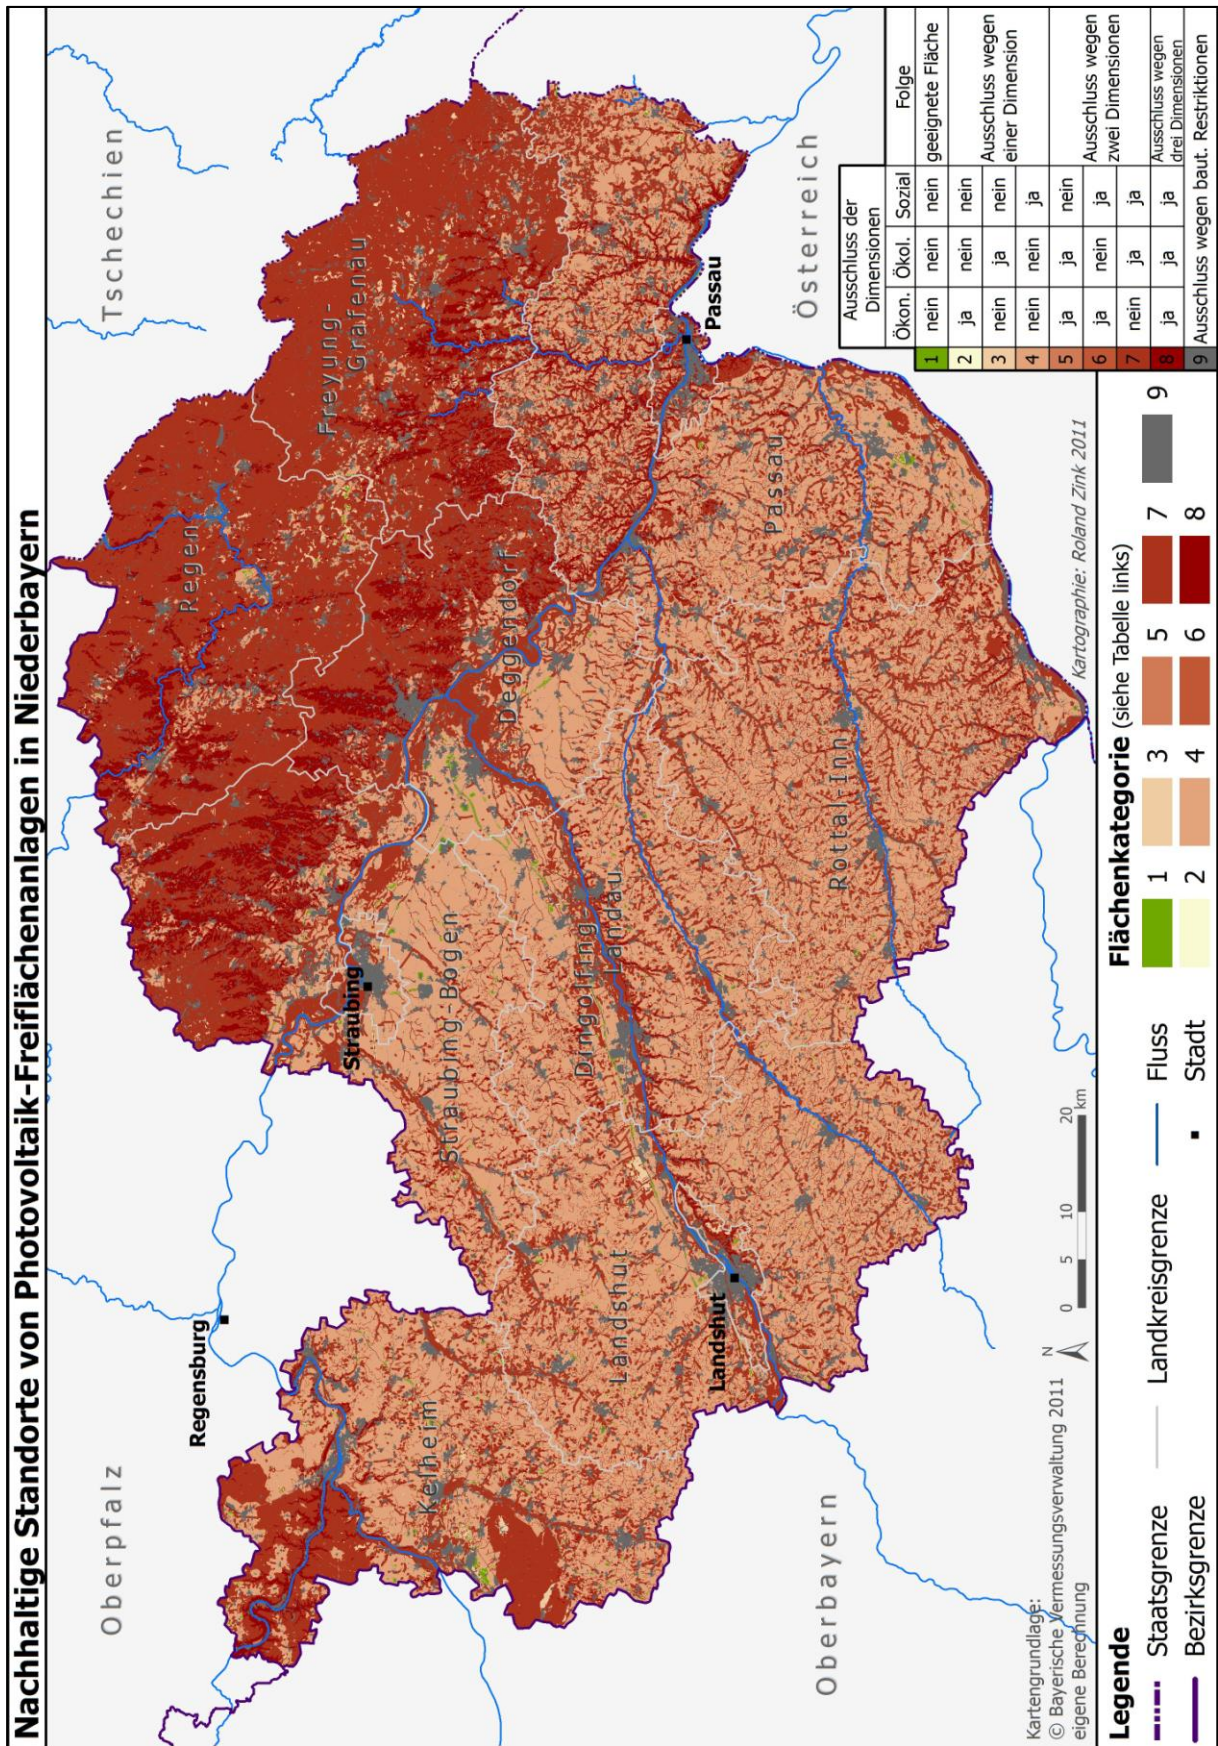 Nachhaltige Standorte von Photovoltaik-Freiflächenanlagen in Niederbayern
Oberpfalz
Tschechien
Regensburg
Regen
Freyung-
Grafenau
Straubing
Kelheim
Straubing-Bogen
Deggendorf
Landshut
Dingolfing-
Landau
Passau
Landshut
Passau
Rottal-Inn
Österreich
Oberbayern
N
0 5 10 20 km
Kartengrundlage:
© Bayerische Vermessungsverwaltung 2011
eigene Berechnung
Kartographie: Roland Zink 2011
Ausschluss der
Dimensionen
Ökon. Ökol. Sozial Folge
1 nein nein nein geeignete Fläche
2 ja nein nein
3 nein ja nein Ausschluss wegen
einer Dimension
4 nein nein ja
5 ja ja nein
6 ja nein ja Ausschluss wegen
zwei Dimensionen
7 nein ja ja
8 ja ja ja Ausschluss wegen
drei Dimensionen
9 Ausschluss wegen baut. Restriktionen
Legende
Staatsgrenze
Bezirksgrenze
Landkreisgrenze
Fluss
Stadt
Flächenkategorie (siehe Tabelle links)
1 3 5 7 9
2 4 6 8